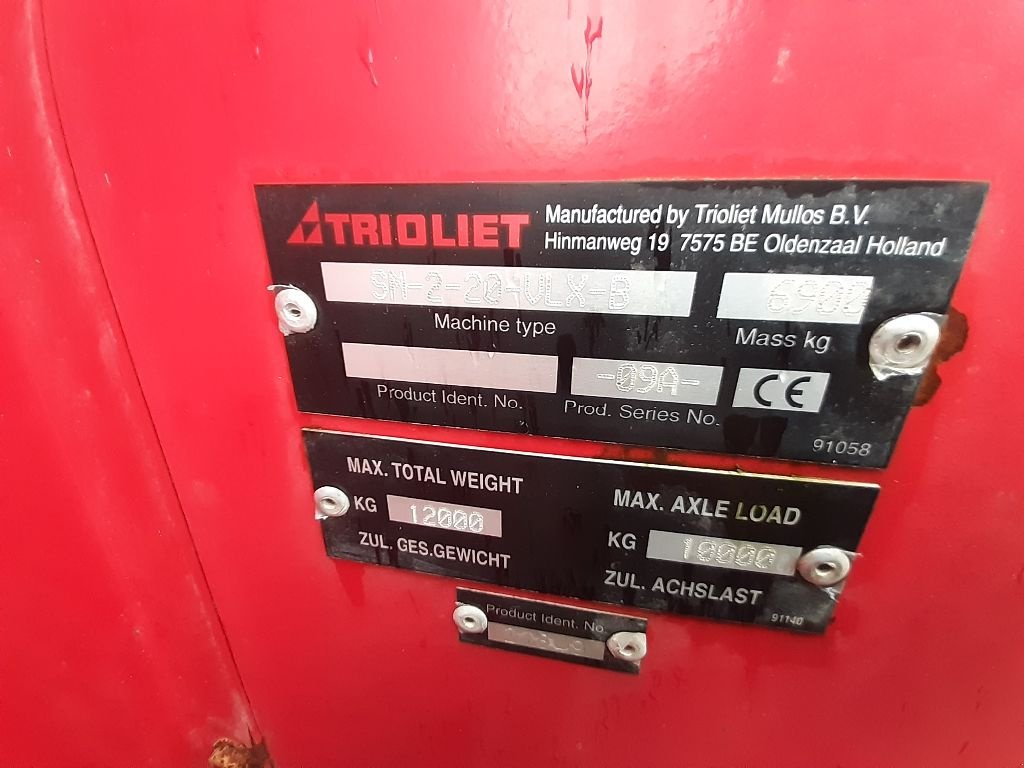 TRIOLIET
Manufactured by Trioliet Mullos B.V.
Hinmanweg 19 7575 BE Oldenzaal Holland
SM-2-20-VLX-B
6900
Machine type
Mass kg
-09A-
CE
Product Ident. No.
Prod. Series No.
91058
MAX. TOTAL WEIGHT
KG 12000
ZUL. GES.GEWICHT
MAX. AXLE LOAD
KG 10000
ZUL. ACHSLAST
91140
Product Ident. No.